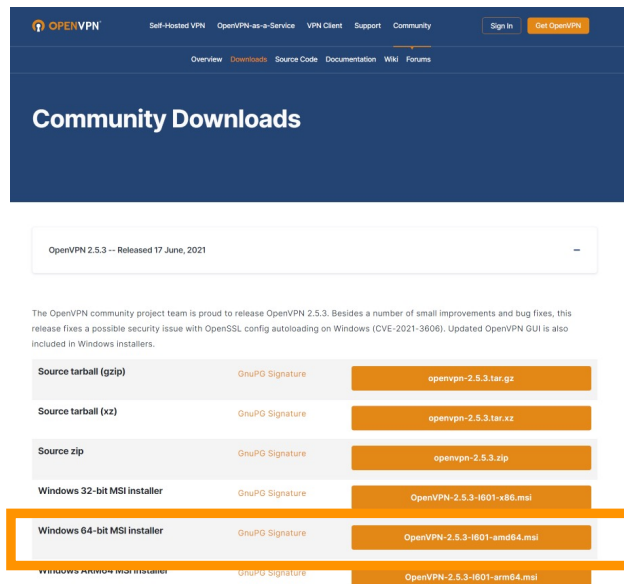 OPENVPN
Self-Hosted VPN OpenVPN-as-a-Service VPN Client Support Community Sign In Get OpenVPN
Overview Downloads Source Code Documentation Wiki Forums
Community Downloads
OpenVPN 2.5.3 -- Released 17 June, 2021 –
The OpenVPN community project team is proud to release OpenVPN 2.5.3. Besides a number of small improvements and bug fixes, this
release fixes a possible security issue with OpenSSL config autoloading on Windows (CVE-2021-3606). Updated OpenVPN GUI is also
included in Windows installers.
Source tarball (gzip) GnuPG Signature openvpn-2.5.3.tar.gz
Source tarball (xz) GnuPG Signature openvpn-2.5.3.tar.xz
Source zip GnuPG Signature openvpn-2.5.3.zip
Windows 32-bit MSI installer GnuPG Signature OpenVPN-2.5.3-I601-x86.msi
Windows 64-bit MSI installer GnuPG Signature OpenVPN-2.5.3-I601-amd64.msi
Windows ARM64 MSI installer GnuPG Signature OpenVPN-2.5.3-I601-arm64.msi